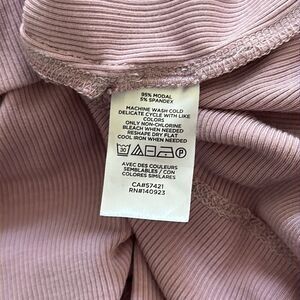 95% MODAL
5% SPANDEX
MACHINE WASH COLD
DELICATE CYCLE WITH LIKE
COLORS
ONLY NON-CHLORINE
BLEACH WHEN NEEDED
RESHAPE DRY FLAT
COOL IRON WHEN NEEDED
30 P
AVEC DES COULEURS
SEMBLABLES / CON
COLORES SIMILARES
CA#57421
RN#140923